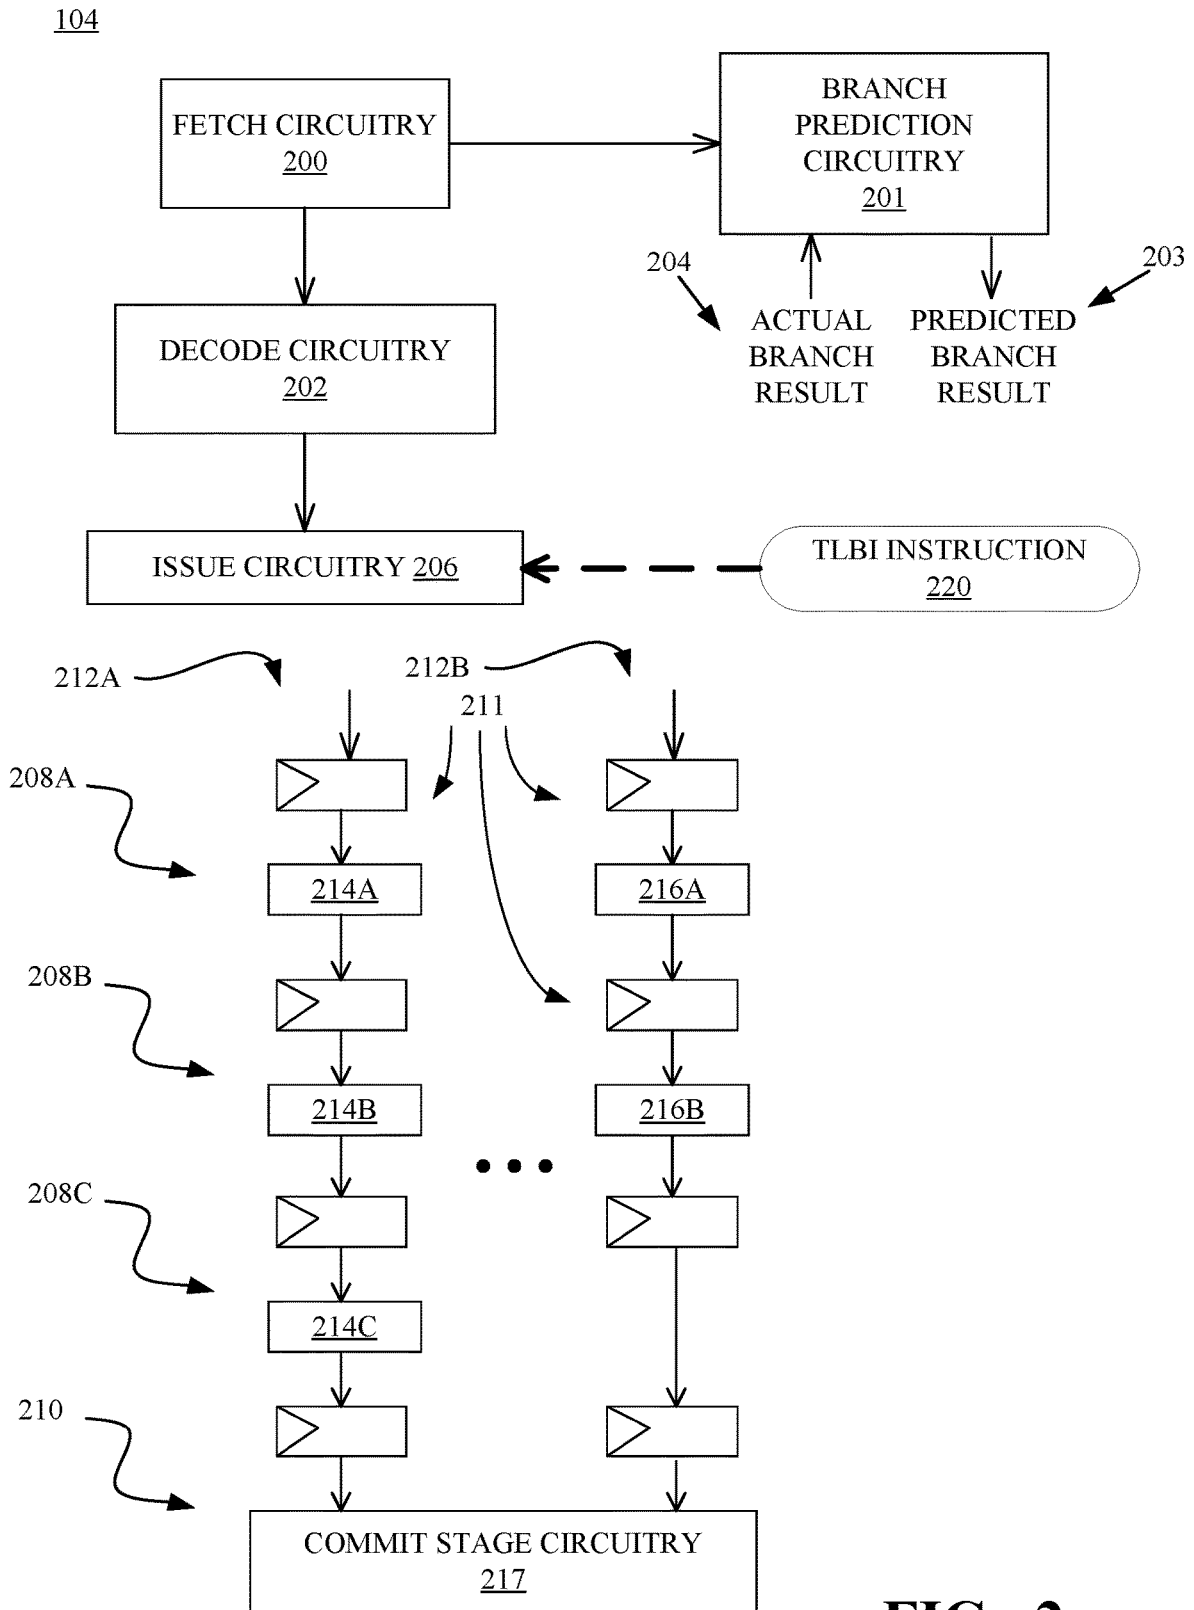 104
FETCH CIRCUITRY
200
BRANCH
PREDICTION
CIRCUITRY
201
204
203
ACTUAL
BRANCH
RESULT
PREDICTED
BRANCH
RESULT
DECODE CIRCUITRY
202
ISSUE CIRCUITRY 206
TLBI INSTRUCTION
220
212A
212B
211
208A
214A
216A
208B
214B
216B
208C
214C
210
COMMIT STAGE CIRCUITRY
217
FIG. 2